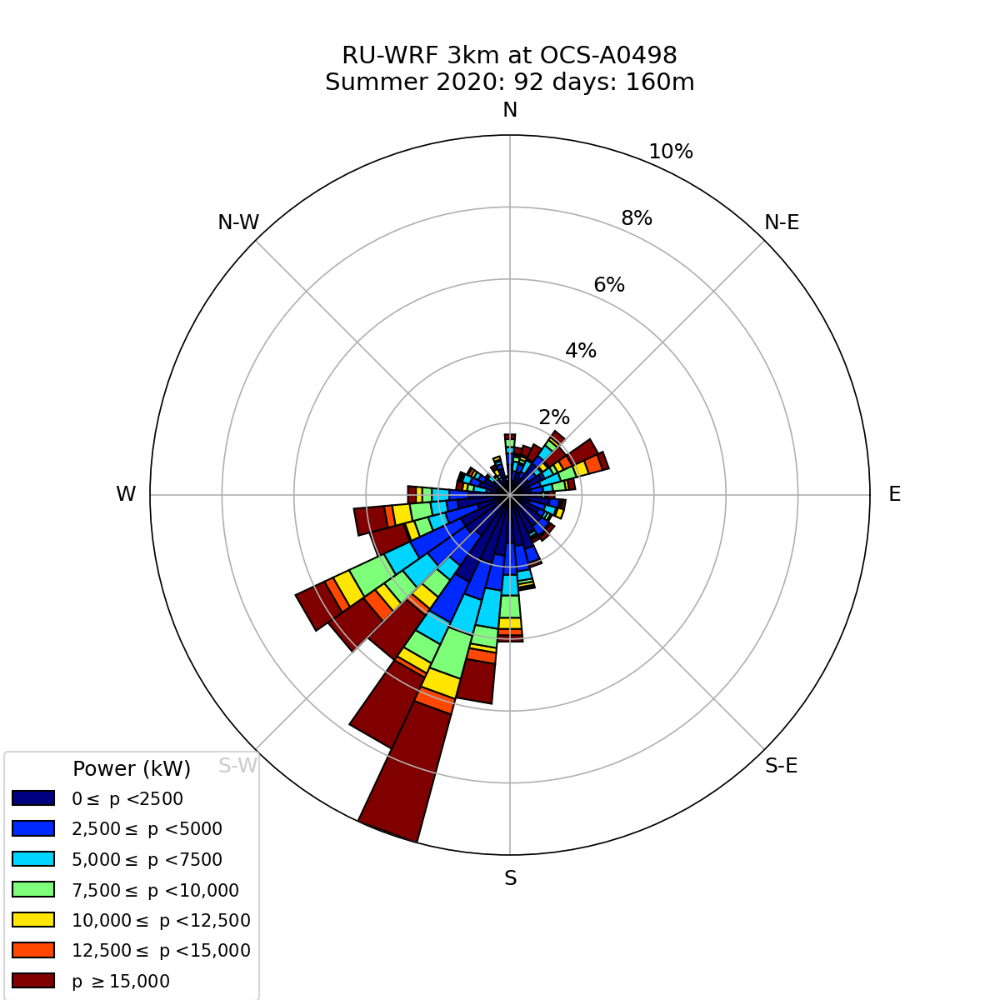 RU-WRF 3km at OCS-A0498
Summer 2020: 92 days: 160m
N
10%
N-W
8%
N-E
6%
4%
2%
W
E
S-W
S-E
S
Power (kW)
0≤ p <2500
2,500≤ p <5000
5,000≤ p <7500
7,500≤ p <10,000
10,000≤ p <12,500
12,500≤ p <15,000
p ≥15,000